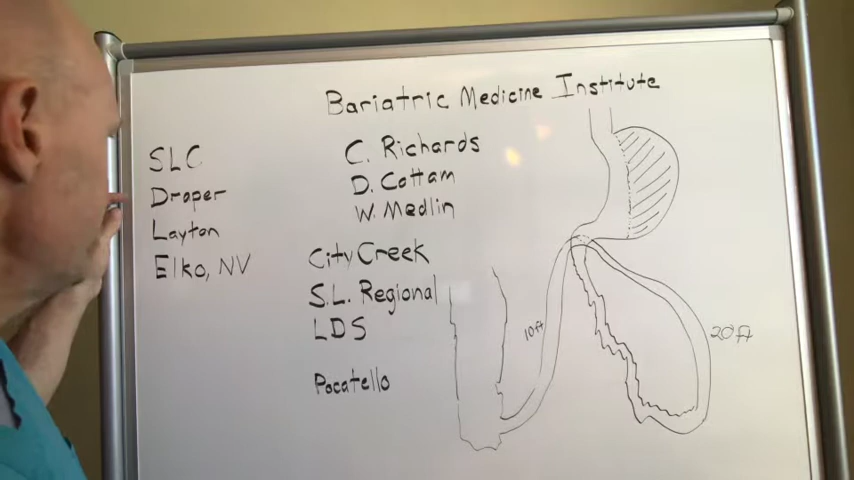 Bariatric Medicine Institute
SLC
Draper
Layton
Elko, NV
C. Richards
D. Cottam
W. Medlin
City Creek
S.L. Regional
LDS
Pocatello
10ft
20ft